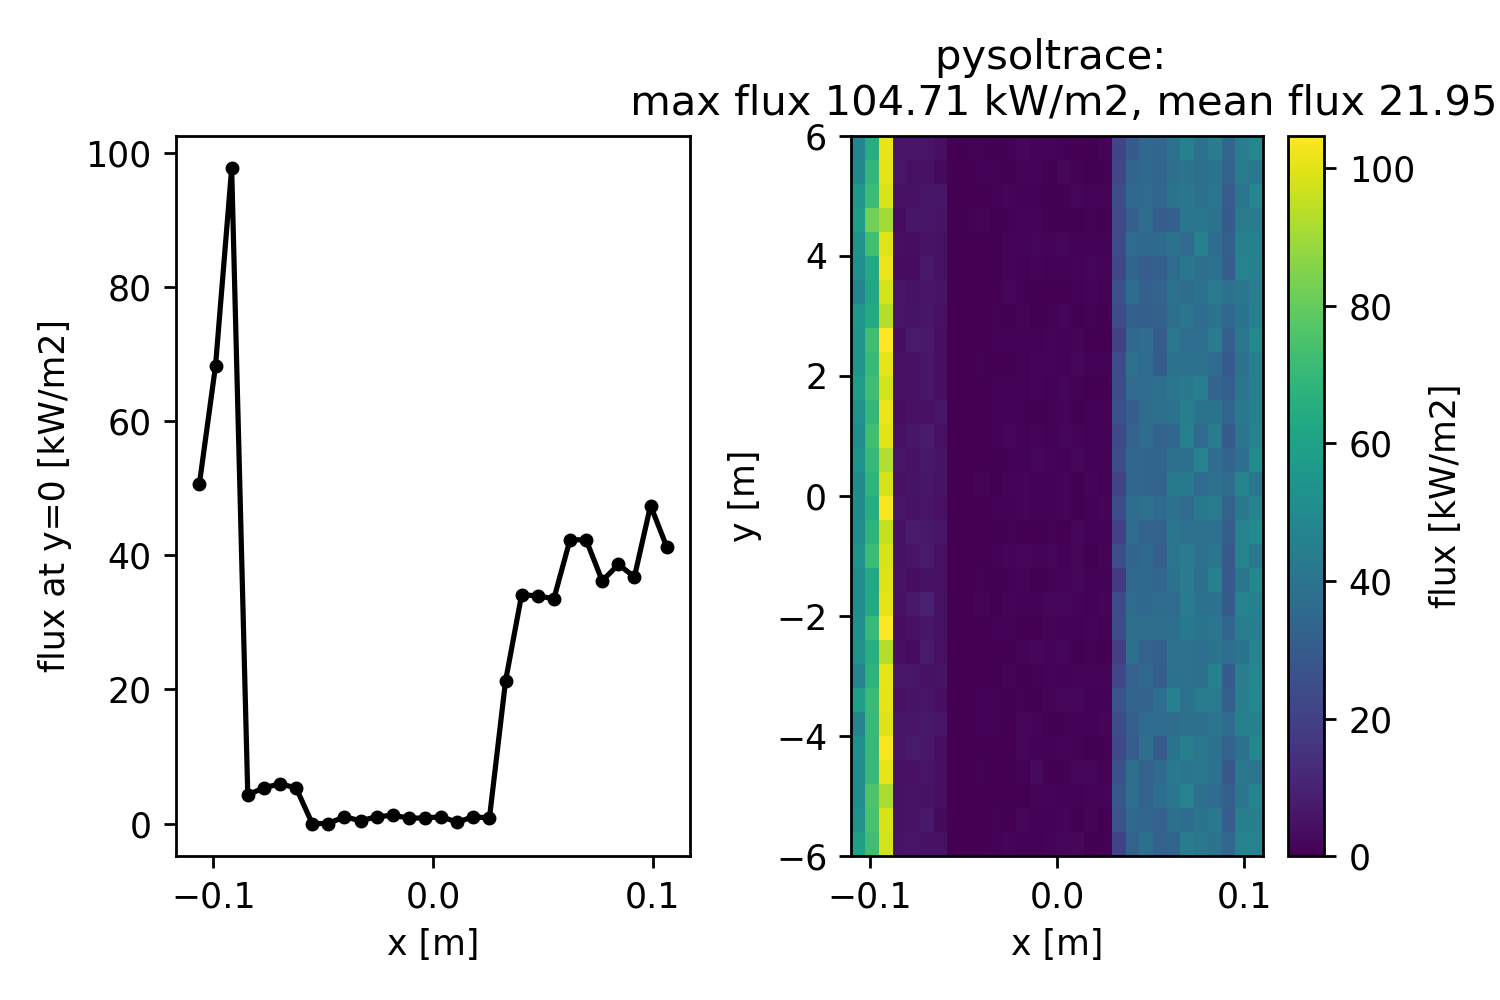 pysoltrace:
max flux 104.71 kW/m2, mean flux 21.95
flux at y=0 [kW/m2]
100
80
60
40
20
0
−0.1 0.0 0.1
x [m]
y [m]
6
4
2
0
−2
−4
−6
−0.1 0.0 0.1
x [m]
100
80
60
40
20
0
flux [kW/m2]